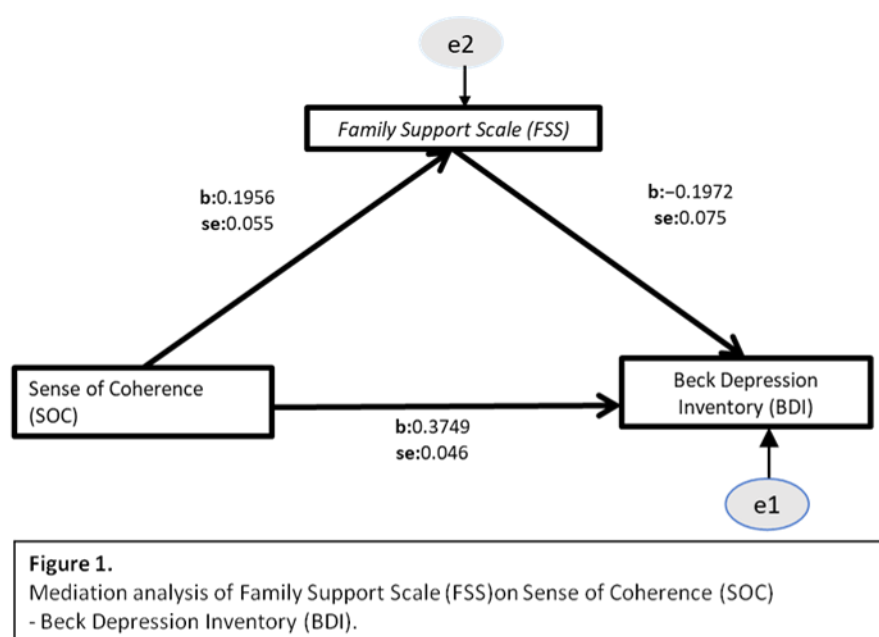 e2
Family Support Scale (FSS)
b:0.1956
se:0.055
b:−0.1972
se:0.075
Sense of Coherence
(SOC)
Beck Depression
Inventory (BDI)
b:0.3749
se:0.046
e1
Figure 1.
Mediation analysis of Family Support Scale (FSS)on Sense of Coherence (SOC)
- Beck Depression Inventory (BDI).